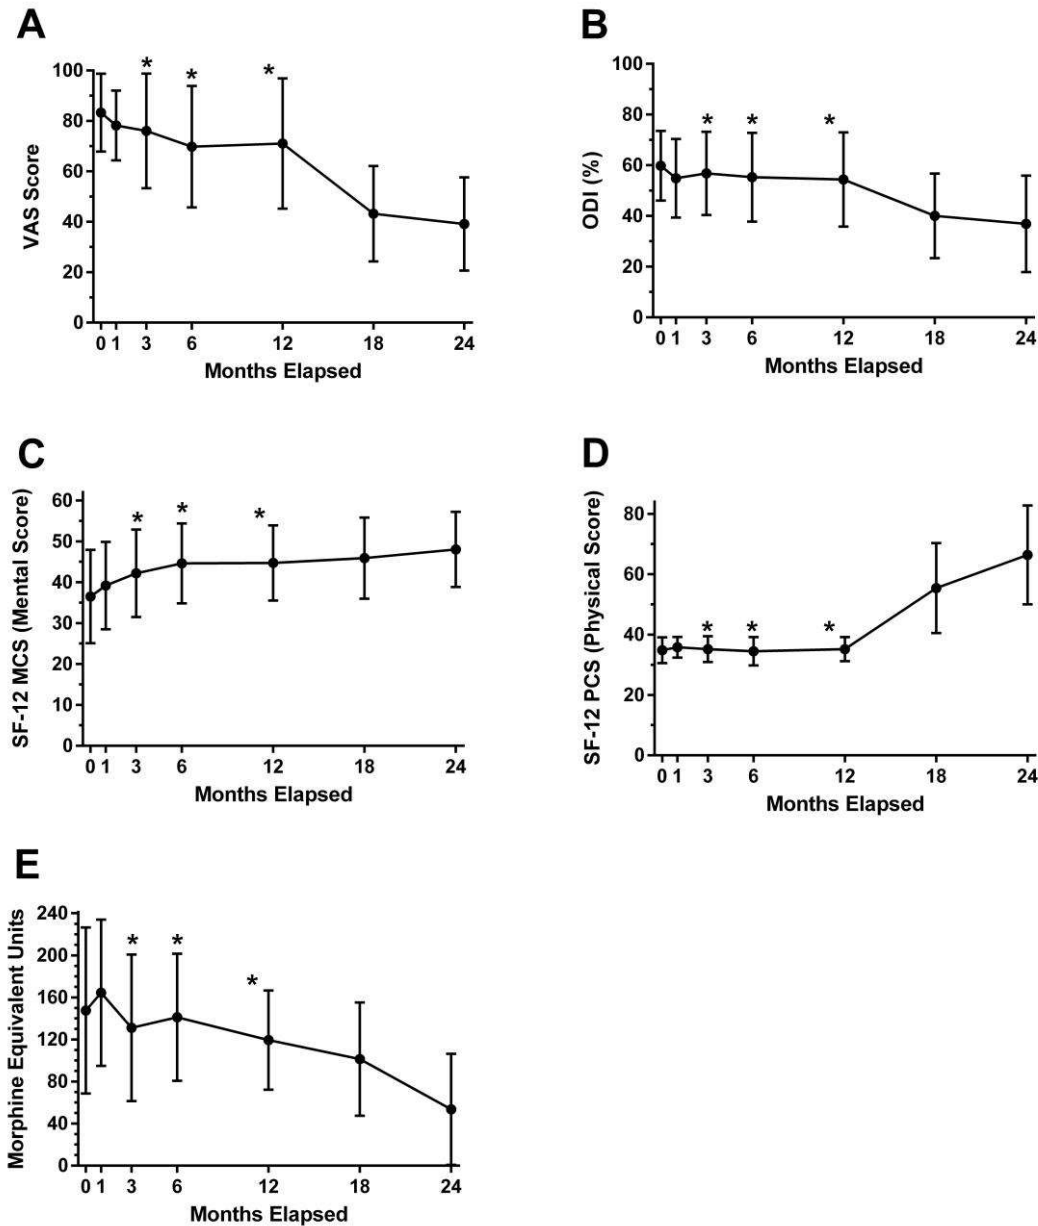 A
VAS Score
100
80
60
40
20
0
* * *
0 1 3 6 12 18 24
Months Elapsed
B
ODI (%)
100
80
60
40
20
0
* * *
0 1 3 6 12 18 24
Months Elapsed
C
SF-12 MCS (Mental Score)
60
50
40
30
20
10
0
* * *
0 1 3 6 12 18 24
Months Elapsed
D
SF-12 PCS (Physical Score)
80
60
40
20
0
* * *
0 1 3 6 12 18 24
Months Elapsed
E
Morphine Equivalent Units
240
200
160
120
80
40
0
* * *
0 1 3 6 12 18 24
Months Elapsed